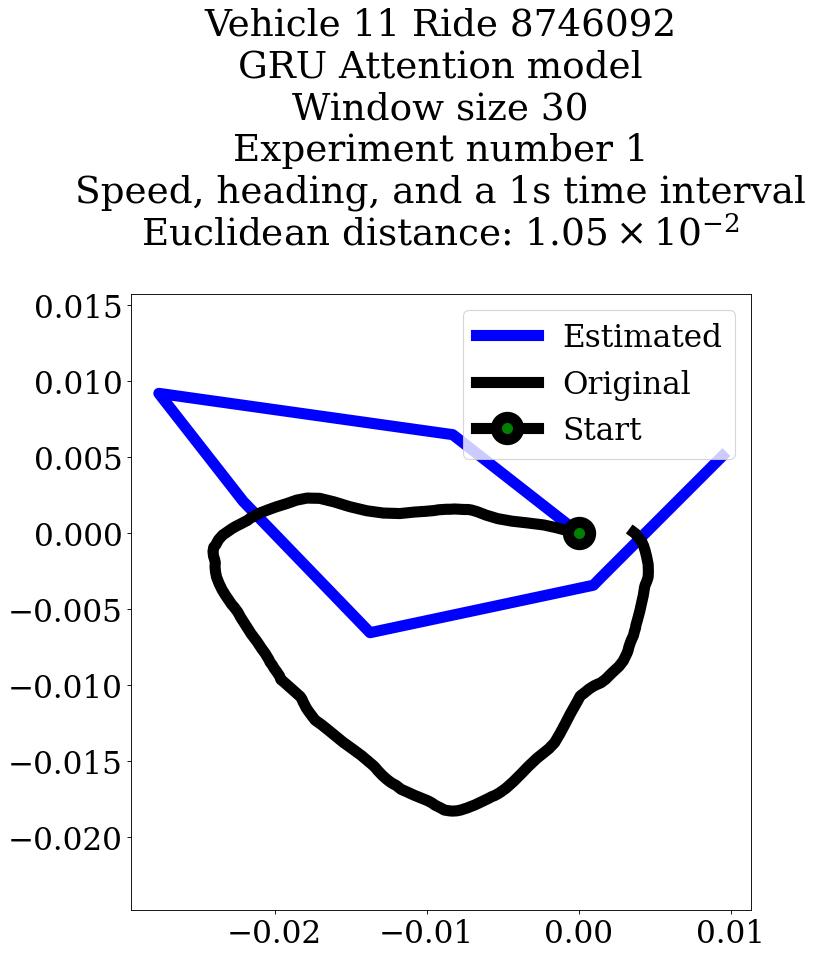 Vehicle 11 Ride 8746092
GRU Attention model
Window size 30
Experiment number 1
Speed, heading, and a 1s time interval
Euclidean distance: 1.05 × 10⁻²
Estimated
Original
Start
0.015
0.010
0.005
0.000
−0.005
−0.010
−0.015
−0.020
−0.02 −0.01 0.00 0.01